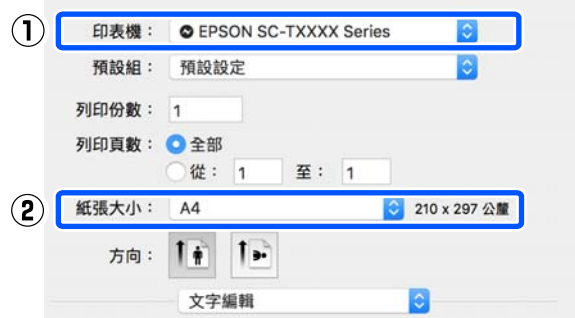 ① 印表機： EPSON SC-TXXXX Series
預設組： 預設設定
列印份數： 1
列印頁數： 全部
從： 1 至： 1
② 紙張大小： A4 210 x 297 公釐
方向：
文字編輯